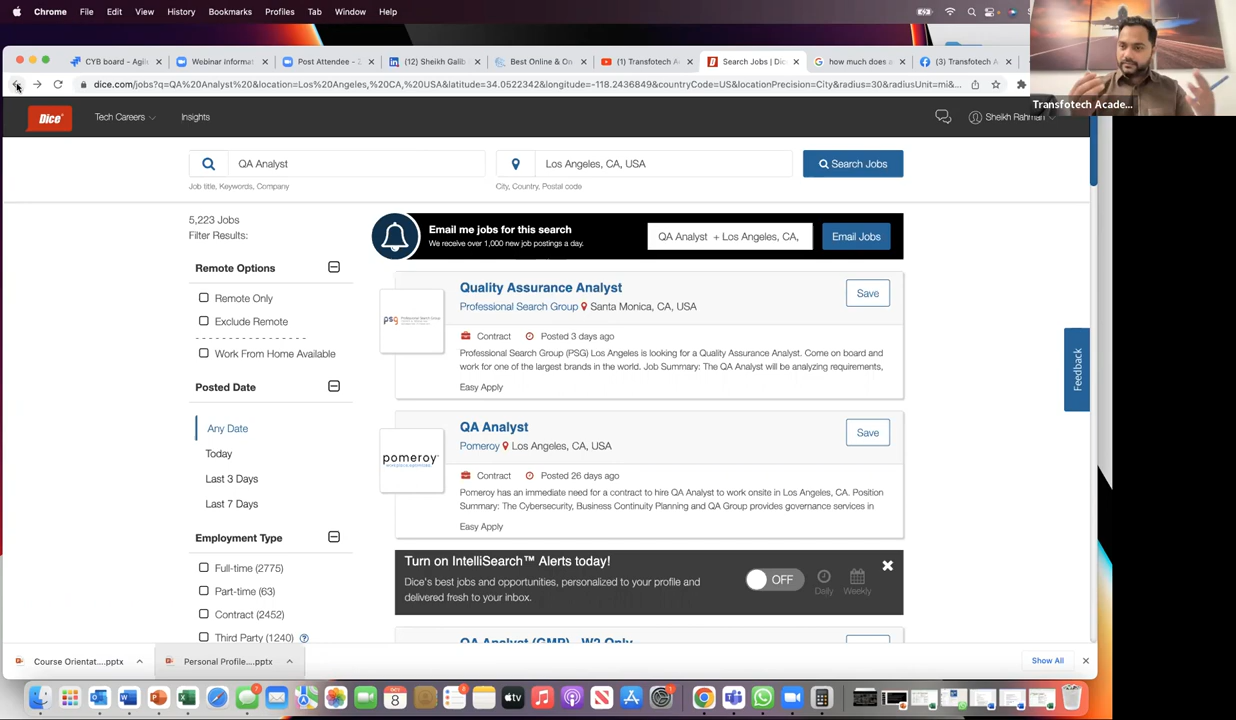 Chrome File Edit View History Bookmarks Profiles Tab Window Help
CYB board - Agil
Webinar informat
Post Attendee - Z
(12) Sheikh Galib
Best Online & On
(1) Transfotech A
Search Jobs | Dic
how much does a
(3) Transfotech A
dice.com/jobs?q=QA%20Analyst&location=Los%20Angeles,%20CA,%20USA&latitude=34.0522342&longitude=-118.2436849&countryCode=US&locationPrecision=City&radius=30&radiusUnit=mi&...
Transfotech Acade...
Dice
Tech Careers
Insights
Sheikh Rahman
QA Analyst
Los Angeles, CA, USA
Search Jobs
Job title, Keywords, Company
City, Country, Postal code
5,223 Jobs
Filter Results:
Email me jobs for this search
We receive over 1,000 new job postings a day.
QA Analyst + Los Angeles, CA,
Email Jobs
Remote Options
Remote Only
Exclude Remote
Work From Home Available
Posted Date
Any Date
Today
Last 3 Days
Last 7 Days
Employment Type
Full-time (2775)
Part-time (63)
Contract (2452)
Third Party (1240)
Quality Assurance Analyst
Save
psg Professional Search Group
Professional Search Group Santa Monica, CA, USA
Contract Posted 3 days ago
Professional Search Group (PSG) Los Angeles is looking for a Quality Assurance Analyst. Come on board and
work for one of the largest brands in the world. Job Summary: The QA Analyst will be analyzing requirements,
Easy Apply
QA Analyst
Save
pomeroy
Pomeroy Los Angeles, CA, USA
Contract Posted 26 days ago
Pomeroy has an immediate need for a contract to hire QA Analyst to work onsite in Los Angeles, CA. Position
Summary: The Cybersecurity, Business Continuity Planning and QA Group provides governance services in
Easy Apply
Turn on IntelliSearch™ Alerts today!
Dice's best jobs and opportunities, personalized to your profile and
delivered fresh to your inbox.
OFF
Daily
Weekly
QA Analyst (GMP) - W2 Only
Feedback
Course Orientat....pptx
Personal Profile....pptx
Show All
OCT
8
tv